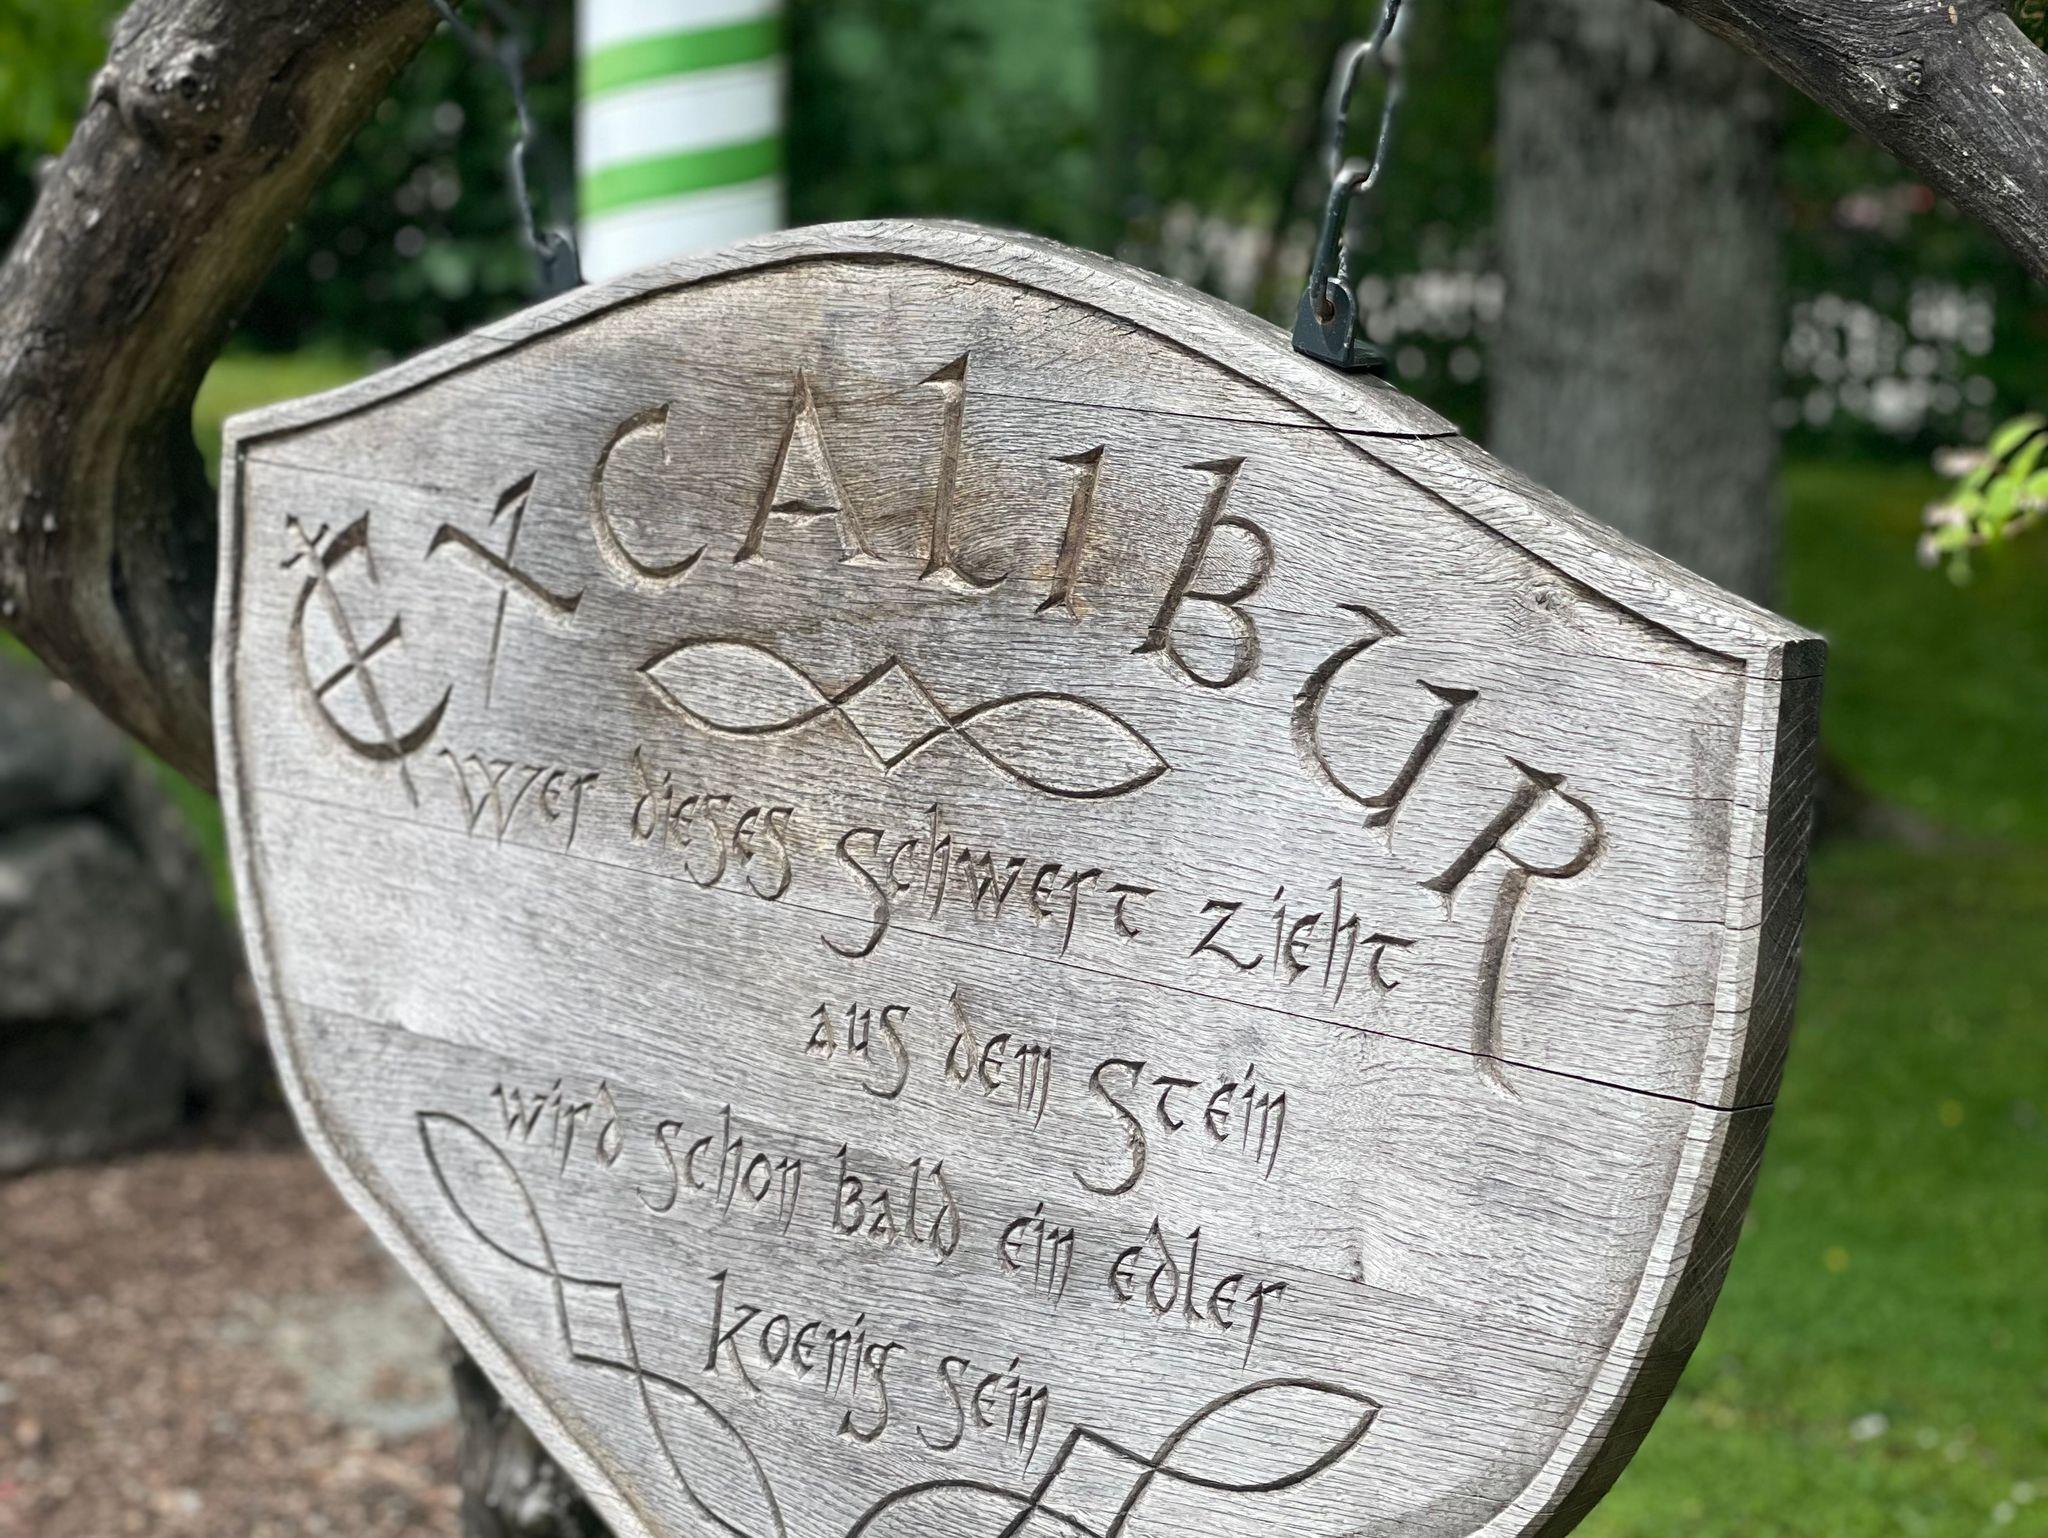 EXCALIBUR
wer dieses Schwert zieht
aus dem Stein
wird schon bald ein edler
koenig sein